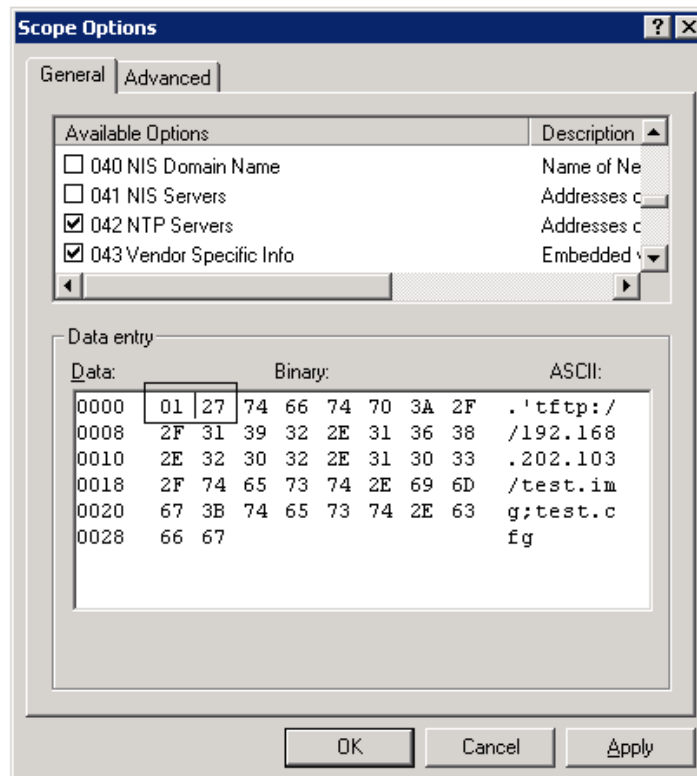 Scope Options
General Advanced
Available Options Description
040 NIS Domain Name Name of Ne
041 NIS Servers Addresses c
042 NTP Servers Addresses c
043 Vendor Specific Info Embedded
Data entry
Data: Binary: ASCII:
0000 01 27 74 66 74 70 3A 2F .'tftp:/
0008 2F 31 39 32 2E 31 36 38 /192.168
0010 2E 32 30 32 2E 31 30 33 .202.103
0018 2F 74 65 73 74 2E 69 6D /test.im
0020 67 3B 74 65 73 74 2E 63 g;test.c
0028 66 67 fg
OK Cancel Apply